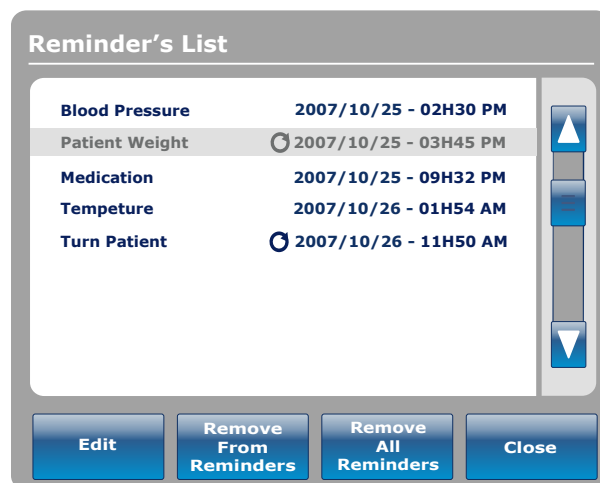 Reminder's List
Blood Pressure 2007/10/25 - 02H30 PM
Patient Weight 2007/10/25 - 03H45 PM
Medication 2007/10/25 - 09H32 PM
Tempeture 2007/10/26 - 01H54 AM
Turn Patient 2007/10/26 - 11H50 AM
Edit
Remove
From
Reminders
Remove
All
Reminders
Close